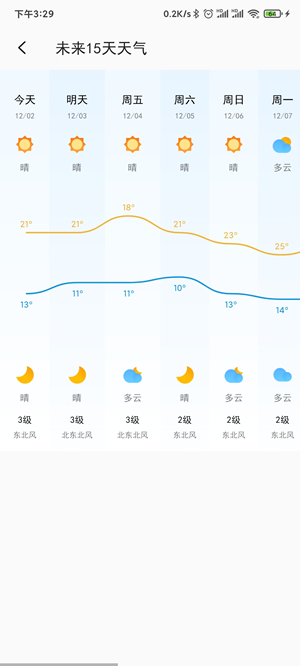 下午3:29
0.2K/s
HD
HD
64
未来15天天气
今天 明天 周五 周六 周日 周一
12/02 12/03 12/04 12/05 12/06 12/07
晴 晴 晴 晴 晴 多云
21° 21° 18° 21° 23° 25°
13° 11° 11° 10° 13° 14°
晴 晴 多云 晴 多云 多云
3级 3级 3级 2级 2级 2级
东北风 北东北风 北东北风 东北风 东北风 东北风